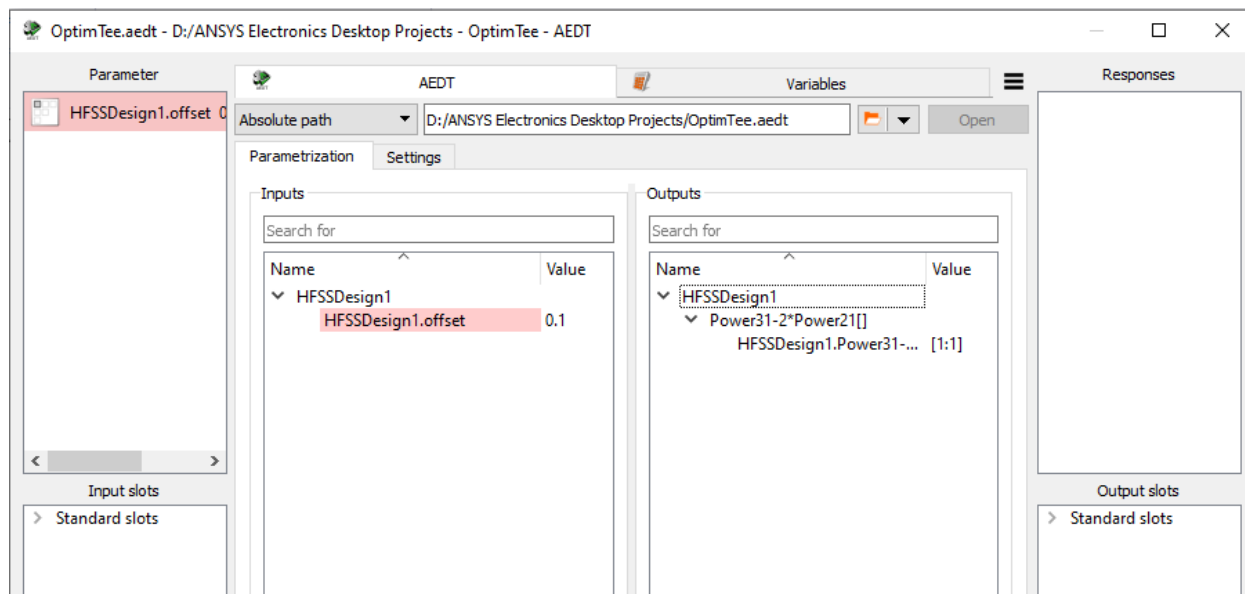 OptimTee.aedt - D:/ANSYS Electronics Desktop Projects - OptimTee - AEDT
Parameter
AEDT
Variables
Responses
HFSSDesign1.offset 0
Absolute path
D:/ANSYS Electronics Desktop Projects/OptimTee.aedt
Open
Parametrization Settings
Inputs
Outputs
Search for
Search for
Name Value
Name Value
HFSSDesign1
HFSSDesign1
HFSSDesign1.offset 0.1
Power31-2*Power21[]
HFSSDesign1.Power31-... [1:1]
Input slots
Output slots
Standard slots
Standard slots